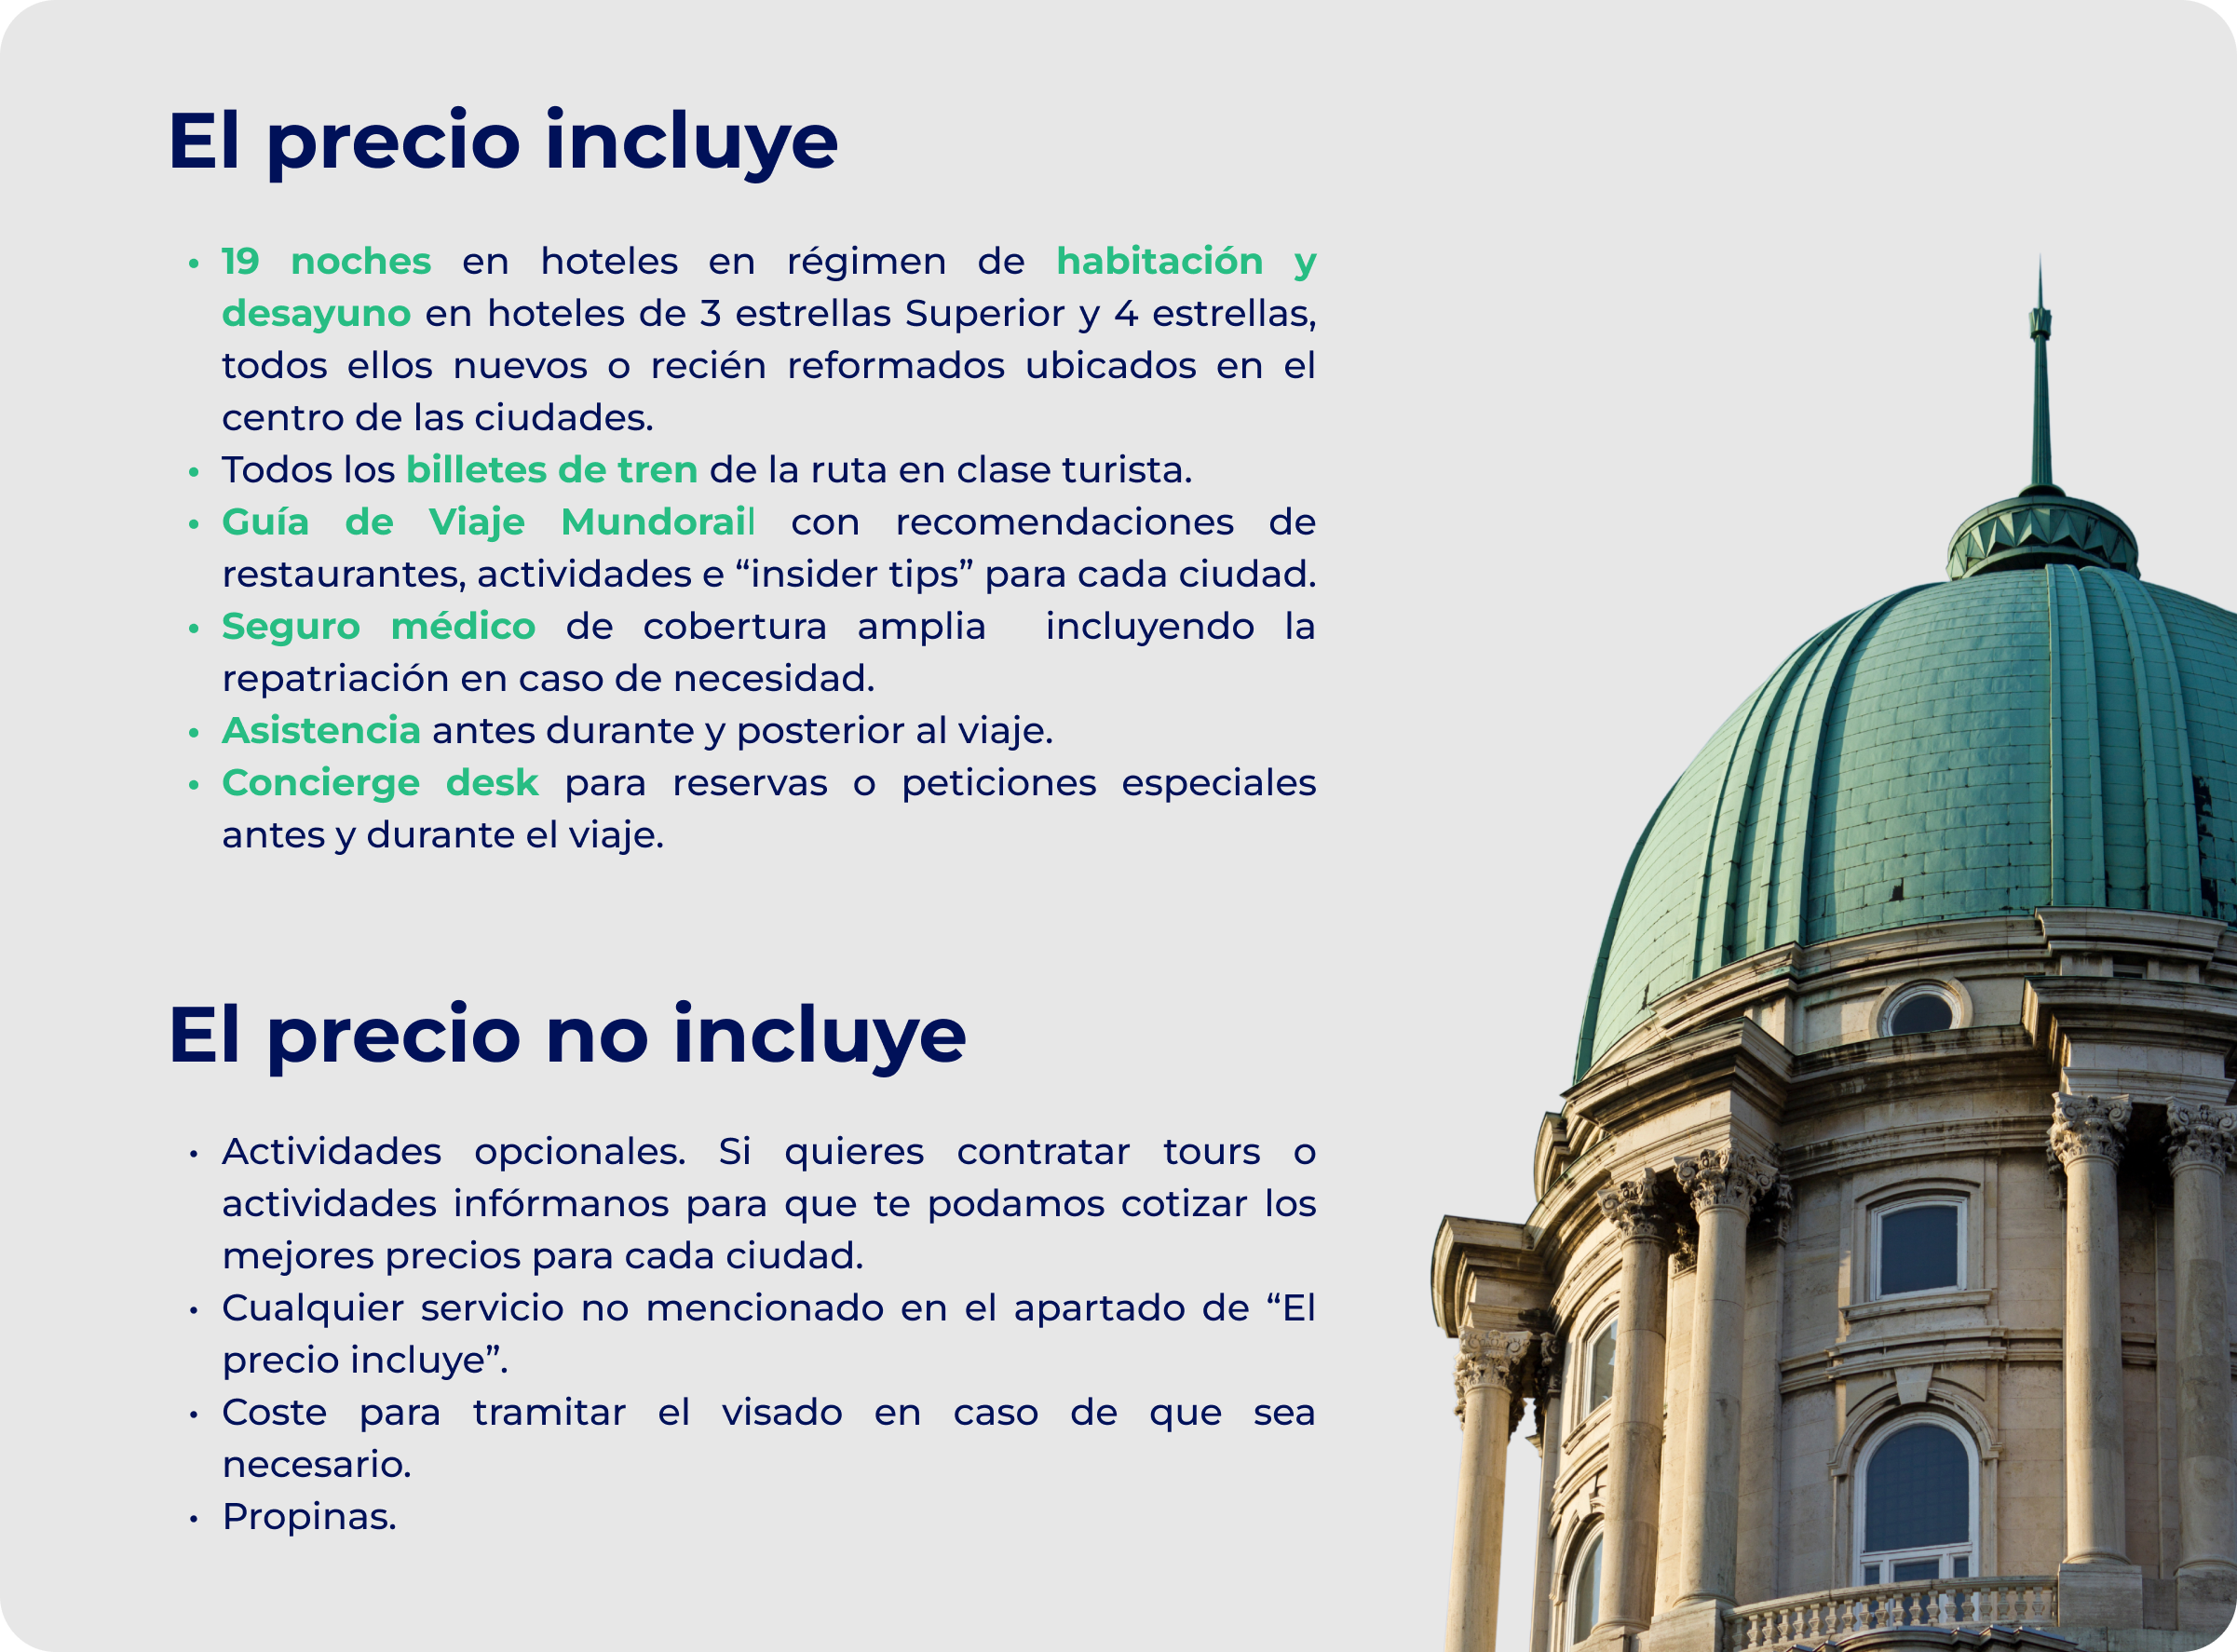 El precio incluye
• 19 noches en hoteles en régimen de habitación y
desayuno en hoteles de 3 estrellas Superior y 4 estrellas,
todos ellos nuevos o recién reformados ubicados en el
centro de las ciudades.
• Todos los billetes de tren de la ruta en clase turista.
• Guía de Viaje Mundorail con recomendaciones de
restaurantes, actividades e “insider tips” para cada ciudad.
• Seguro médico de cobertura amplia incluyendo la
repatriación en caso de necesidad.
• Asistencia antes durante y posterior al viaje.
• Concierge desk para reservas o peticiones especiales
antes y durante el viaje.
El precio no incluye
• Actividades opcionales. Si quieres contratar tours o
actividades infórmanos para que te podamos cotizar los
mejores precios para cada ciudad.
• Cualquier servicio no mencionado en el apartado de “El
precio incluye”.
• Coste para tramitar el visado en caso de que sea
necesario.
• Propinas.